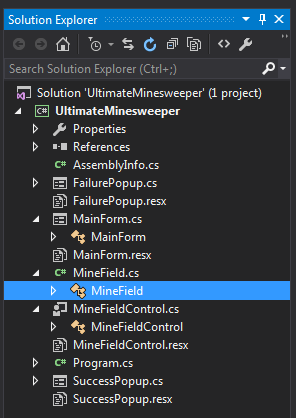 Solution Explorer
Search Solution Explorer (Ctrl+;)
Solution 'UltimateMinesweeper' (1 project)
C# UltimateMinesweeper
Properties
References
C# AssemblyInfo.cs
FailurePopup.cs
FailurePopup.resx
MainForm.cs
MainForm
MainForm.resx
C# MineField.cs
MineField
MineFieldControl.cs
MineFieldControl
MineFieldControl.resx
C# Program.cs
SuccessPopup.cs
SuccessPopup.resx